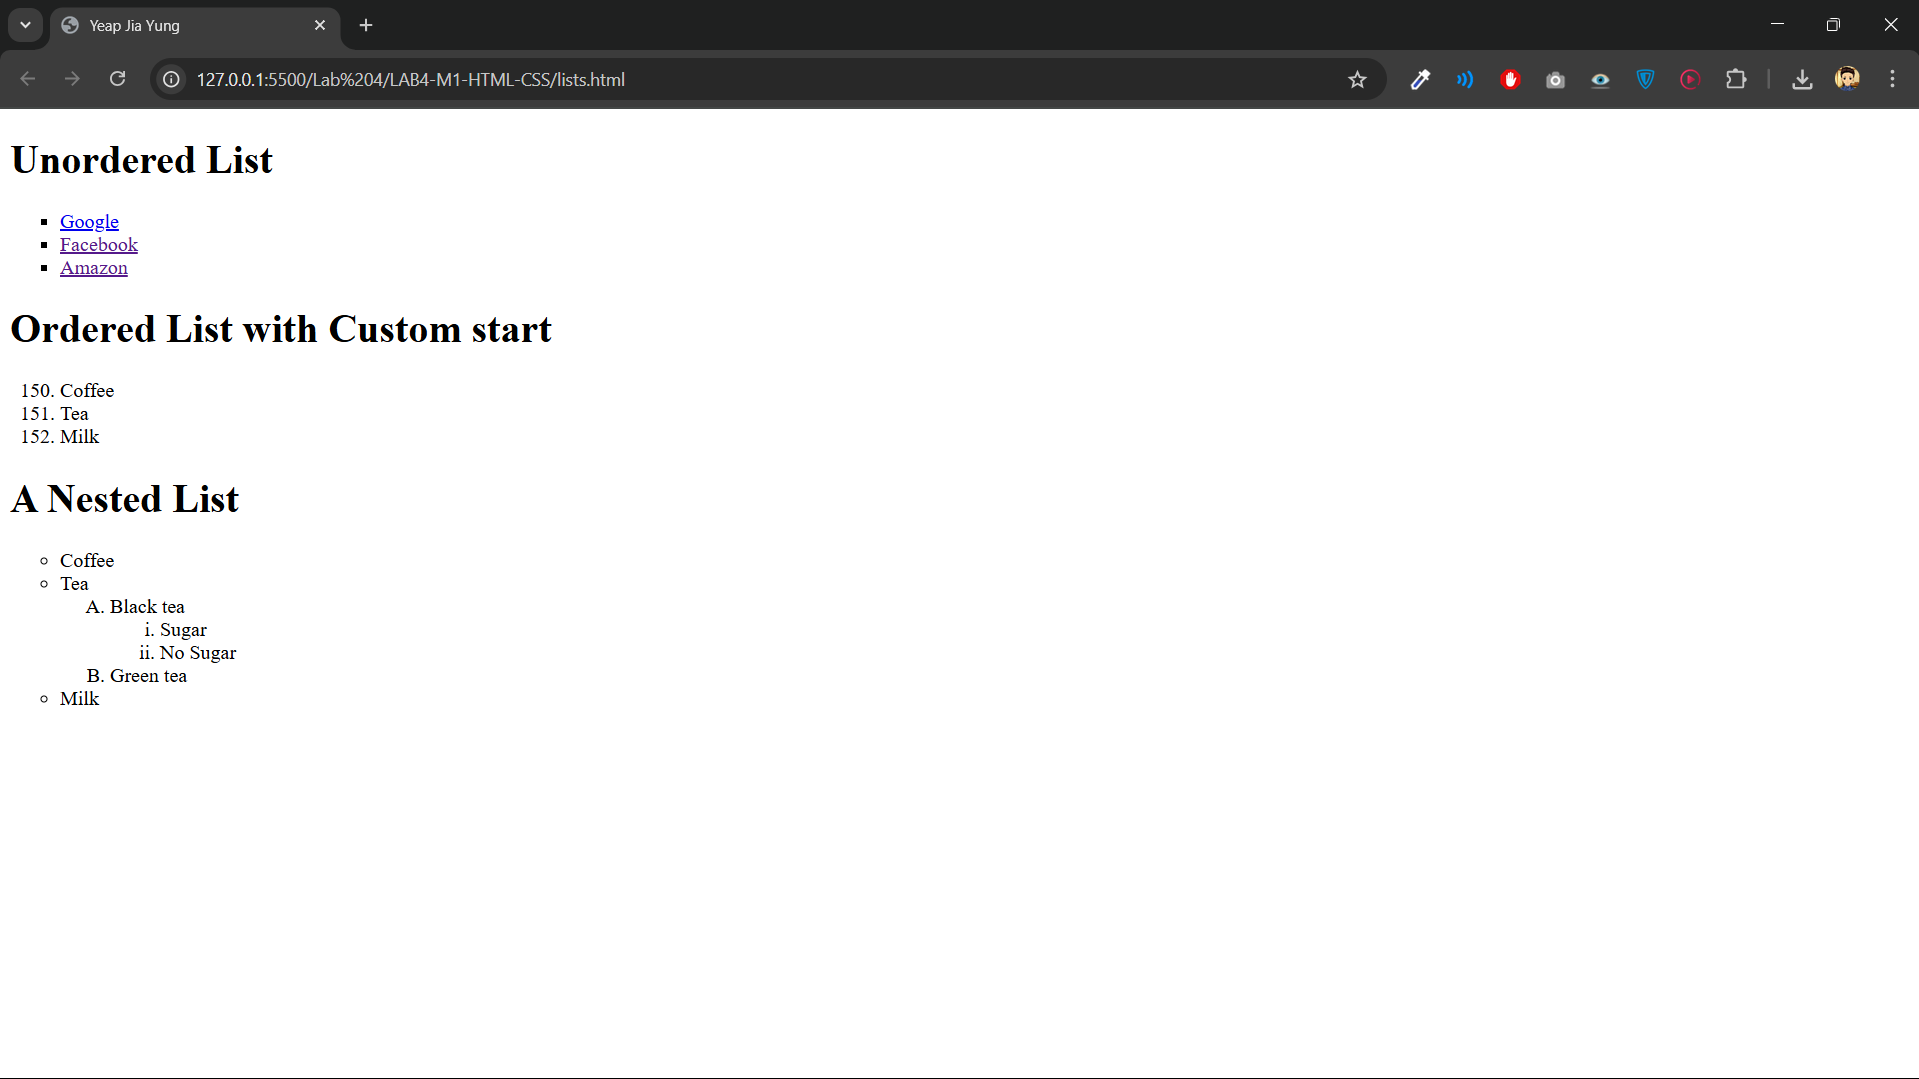 Yeap Jia Yung
127.0.0.1:5500/Lab%204/LAB4-M1-HTML-CSS/lists.html
Unordered List
Google
Facebook
Amazon
Ordered List with Custom start
150. Coffee
151. Tea
152. Milk
A Nested List
Coffee
Tea
A. Black tea
i. Sugar
ii. No Sugar
B. Green tea
Milk